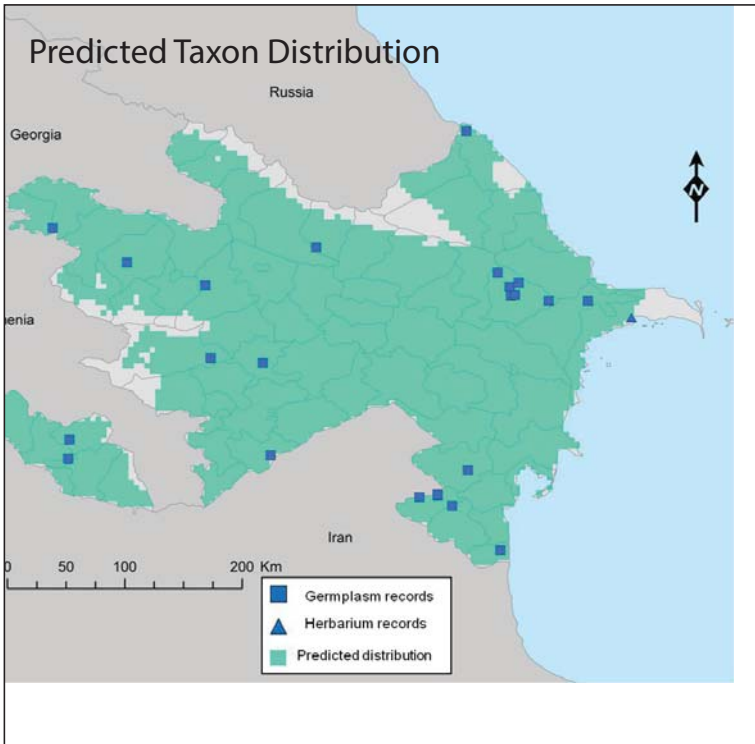 Predicted Taxon Distribution
Russia
Georgia
N
enia
Iran
0 50 100 200 Km
Germplasm records
Herbarium records
Predicted distribution